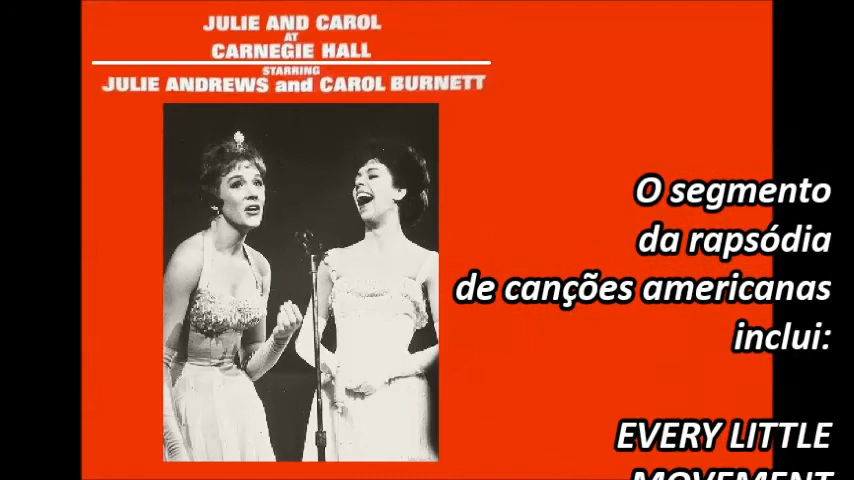 JULIE AND CAROL
AT
CARNEGIE HALL
STARRING
JULIE ANDREWS and CAROL BURNETT
O segmento
da rapsódia
de canções americanas
inclui:
EVERY LITTLE
MOVEMENT